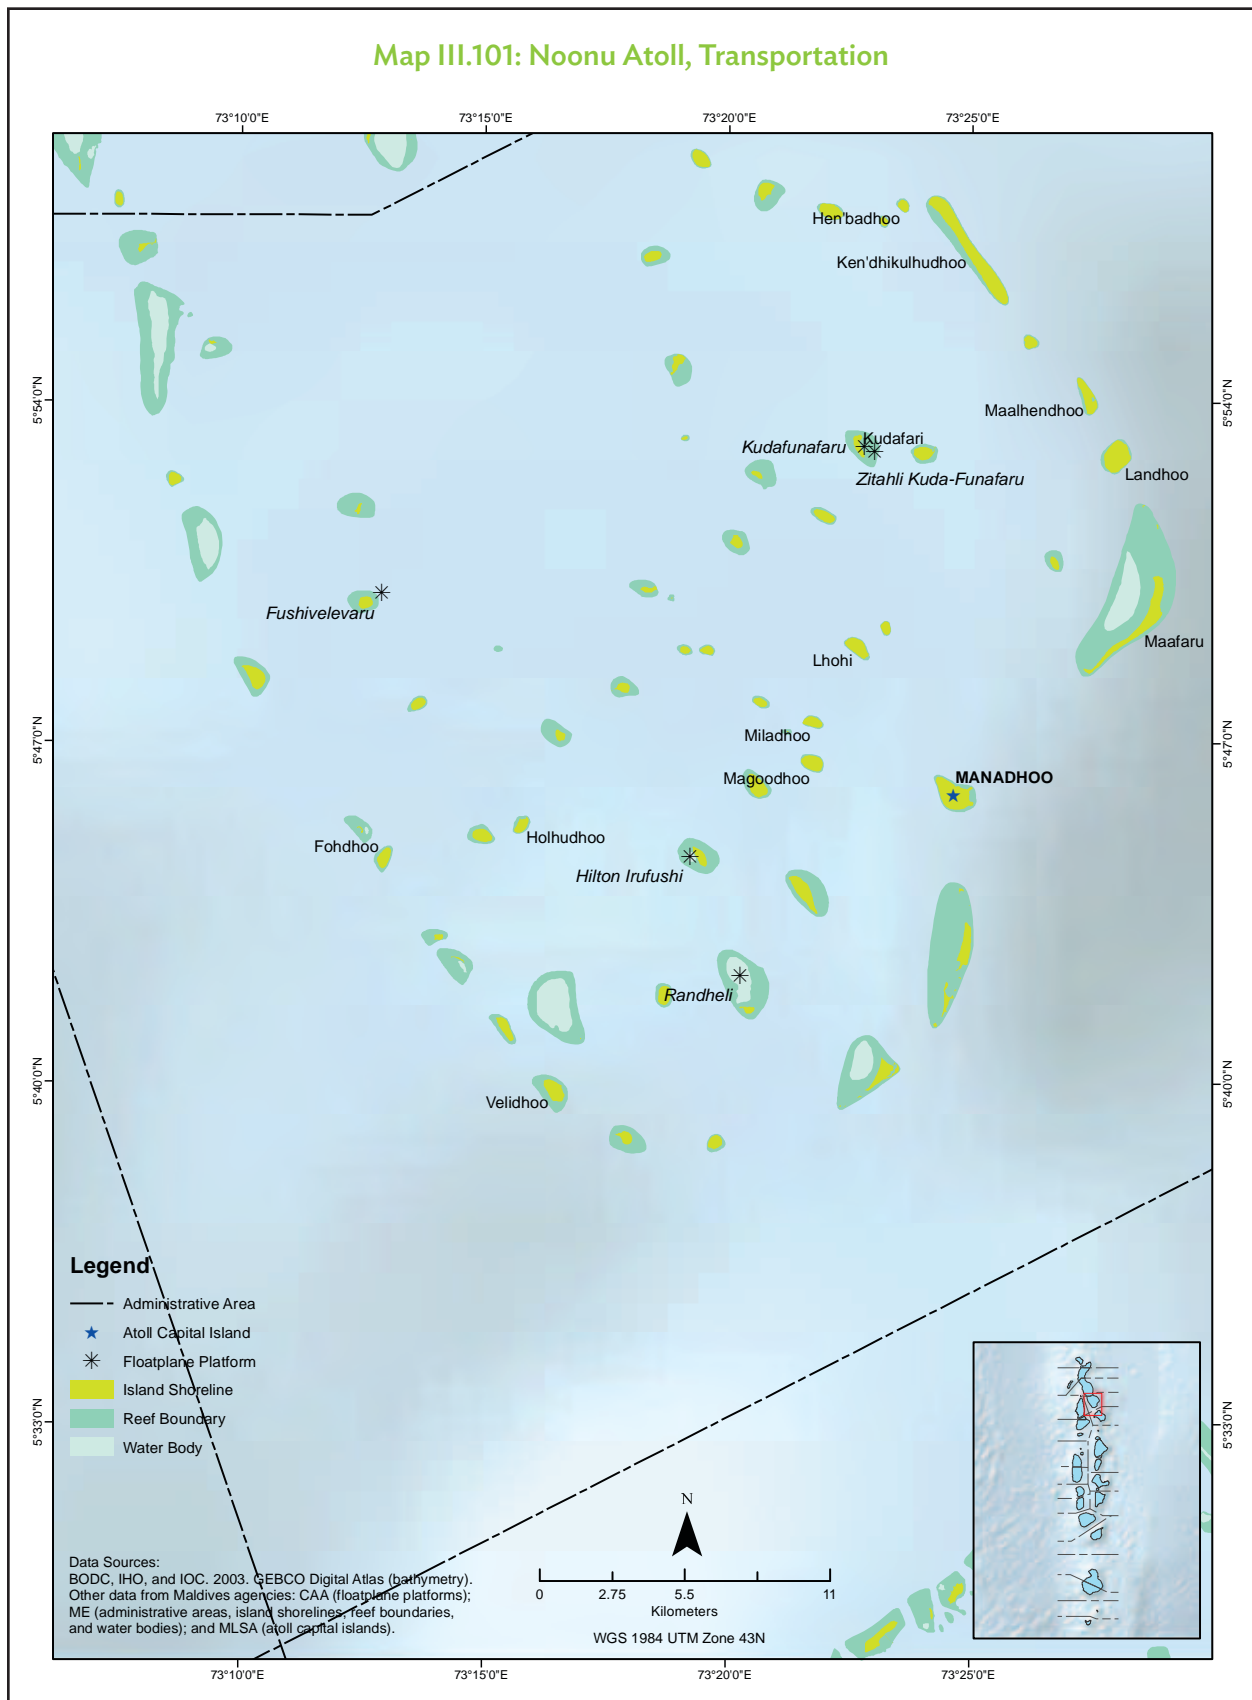 Map III.101: Noonu Atoll, Transportation
73°10'0"E
73°15'0"E
73°20'0"E
73°25'0"E
Hen'badhoo
Ken'dhikulhudhoo
5°54'0"N
5°54'0"N
Maalhendhoo
Kudafunafaru
Kudafari
Zitahli Kuda-Funafaru
Landhoo
Fushivelevaru
Maafaru
Lhohi
5°47'0"N
5°47'0"N
Miladhoo
Magoodhoo
MANADHOO
Fohdhoo
Holhudhoo
Hilton Irufushi
Randheli
5°40'0"N
5°40'0"N
Velidhoo
Legend
Administrative Area
Atoll Capital Island
Floatplane Platform
Island Shoreline
Reef Boundary
Water Body
5°33'0"N
5°33'0"N
N
Data Sources:
BODC, IHO, and IOC. 2003. GEBCO Digital Atlas (bathymetry).
Other data from Maldives agencies: CAA (floatplane platforms);
ME (administrative areas, island shorelines, reef boundaries,
and water bodies); and MLSA (atoll capital islands).
0 2.75 5.5 11
Kilometers
WGS 1984 UTM Zone 43N
73°10'0"E
73°15'0"E
73°20'0"E
73°25'0"E